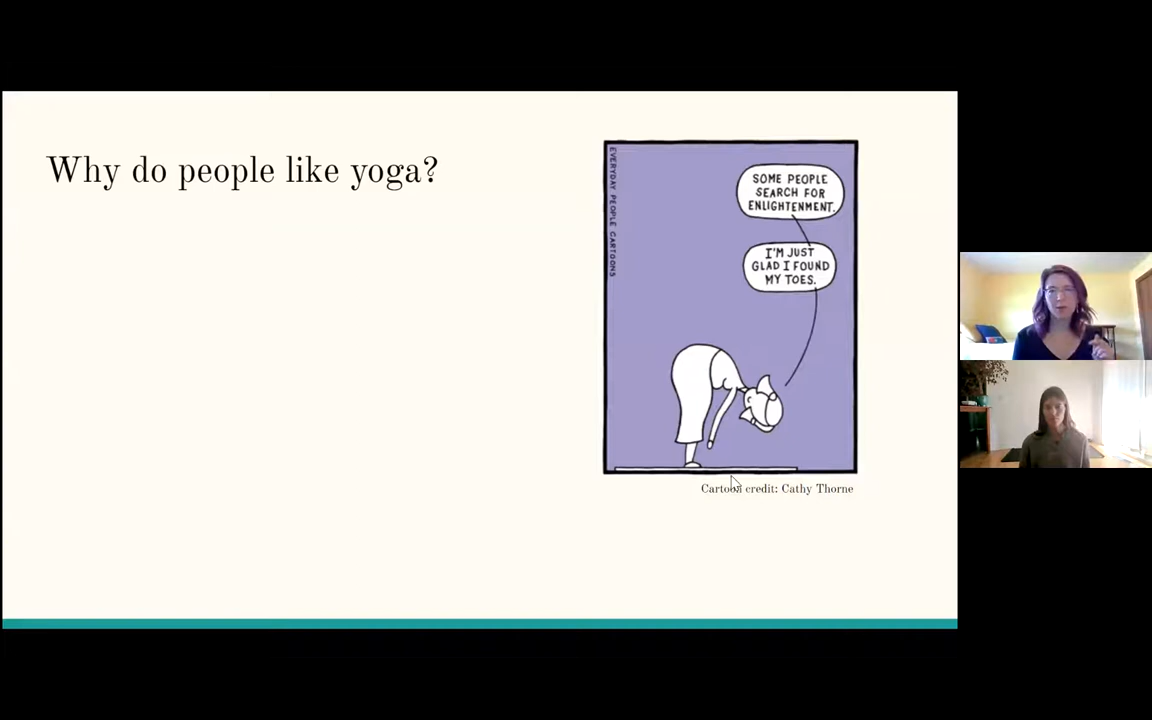 Why do people like yoga?
EVERYDAY PEOPLE CARTOONS
SOME PEOPLE
SEARCH FOR
ENLIGHTENMENT.
I'M JUST
GLAD I FOUND
MY TOES.
Cartoon credit: Cathy Thorne